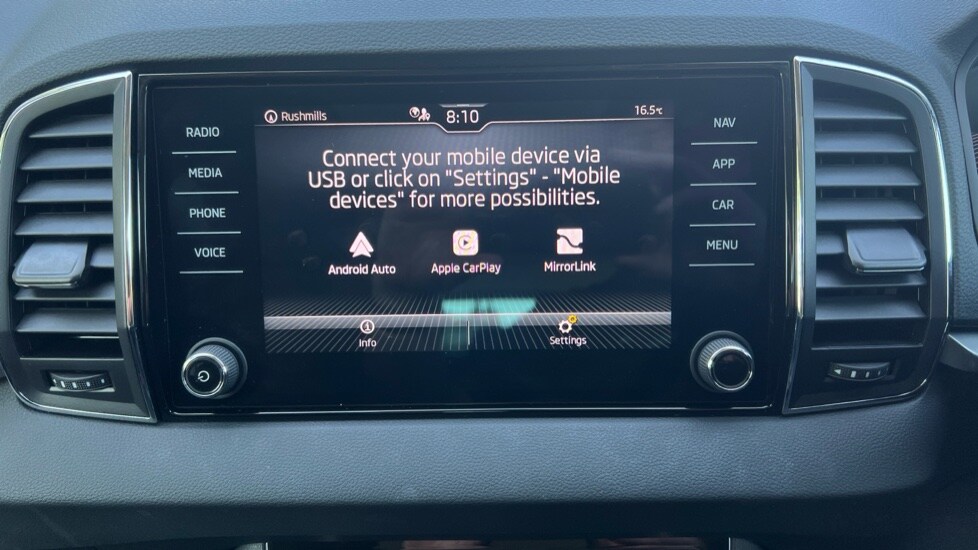 Rushmills
8:10
16.5°C
RADIO
MEDIA
PHONE
VOICE
Connect your mobile device via
USB or click on "Settings" - "Mobile
devices" for more possibilities.
Android Auto
Apple CarPlay
MirrorLink
Info
Settings
NAV
APP
CAR
MENU